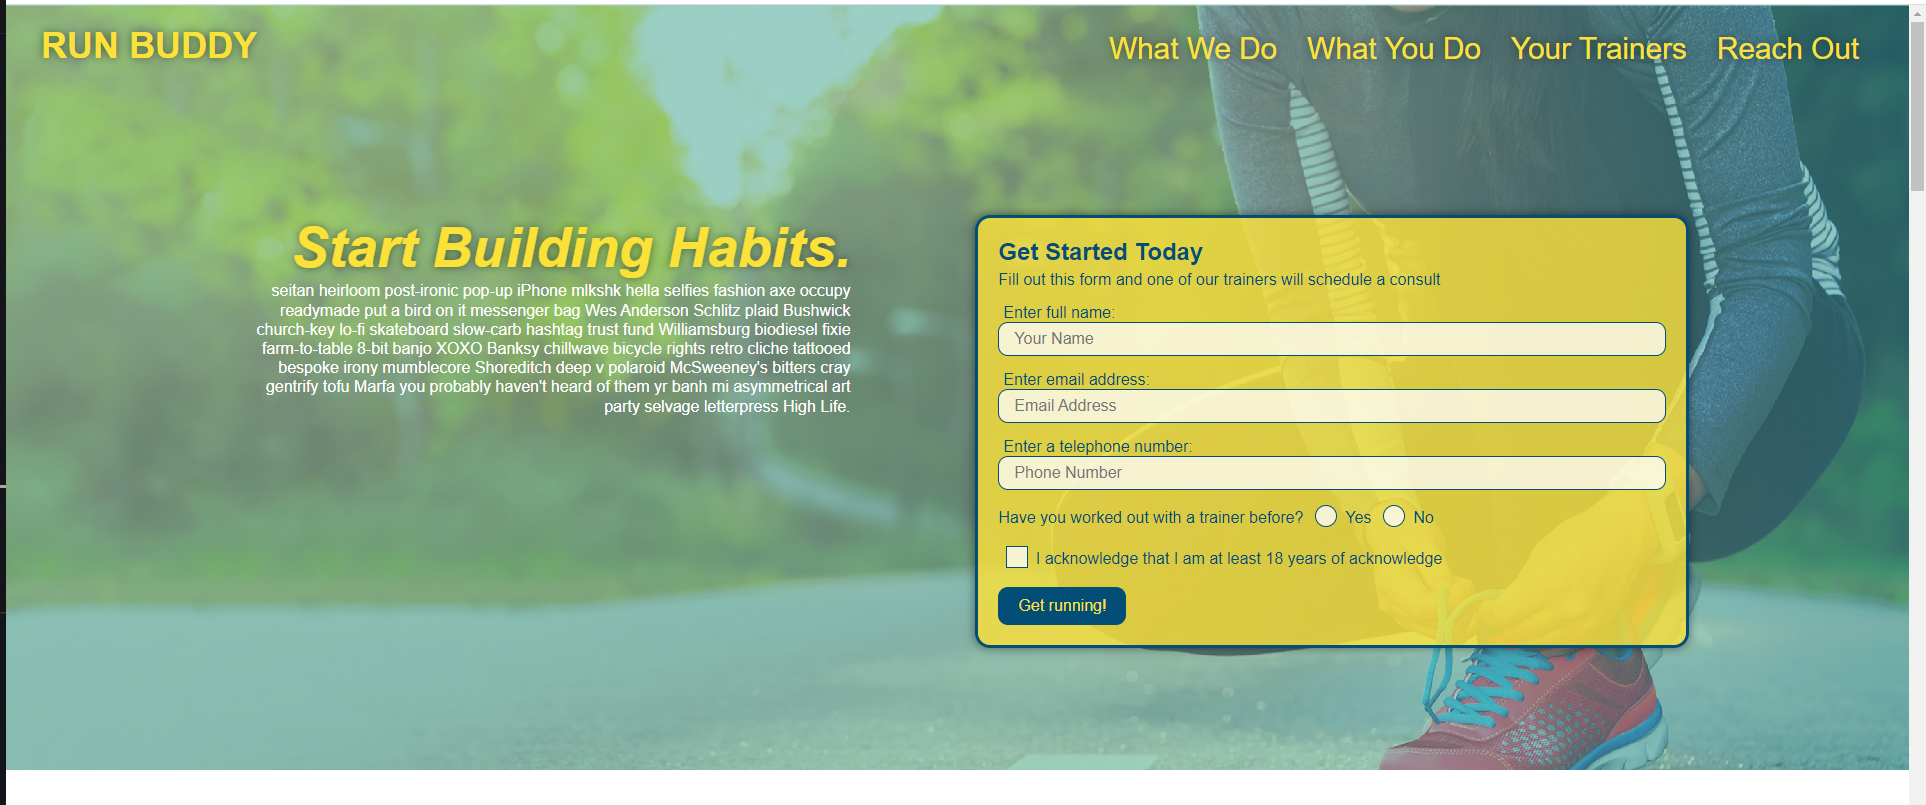 RUN BUDDY
What We Do What You Do Your Trainers Reach Out
Start Building Habits.
seitan heirloom post-ironic pop-up iPhone mlkshk hella selfies fashion axe occupy
readymade put a bird on it messenger bag Wes Anderson Schlitz plaid Bushwick
church-key lo-fi skateboard slow-carb hashtag trust fund Williamsburg biodiesel fixie
farm-to-table 8-bit banjo XOXO Banksy chillwave bicycle rights retro cliche tattooed
bespoke irony mumblecore Shoreditch deep v polaroid McSweeney's bitters cray
gentrify tofu Marfa you probably haven't heard of them yr banh mi asymmetrical art
party selvage letterpress High Life.
Get Started Today
Fill out this form and one of our trainers will schedule a consult
Enter full name:
Your Name
Enter email address:
Email Address
Enter a telephone number:
Phone Number
Have you worked out with a trainer before? Yes No
I acknowledge that I am at least 18 years of acknowledge
Get running!